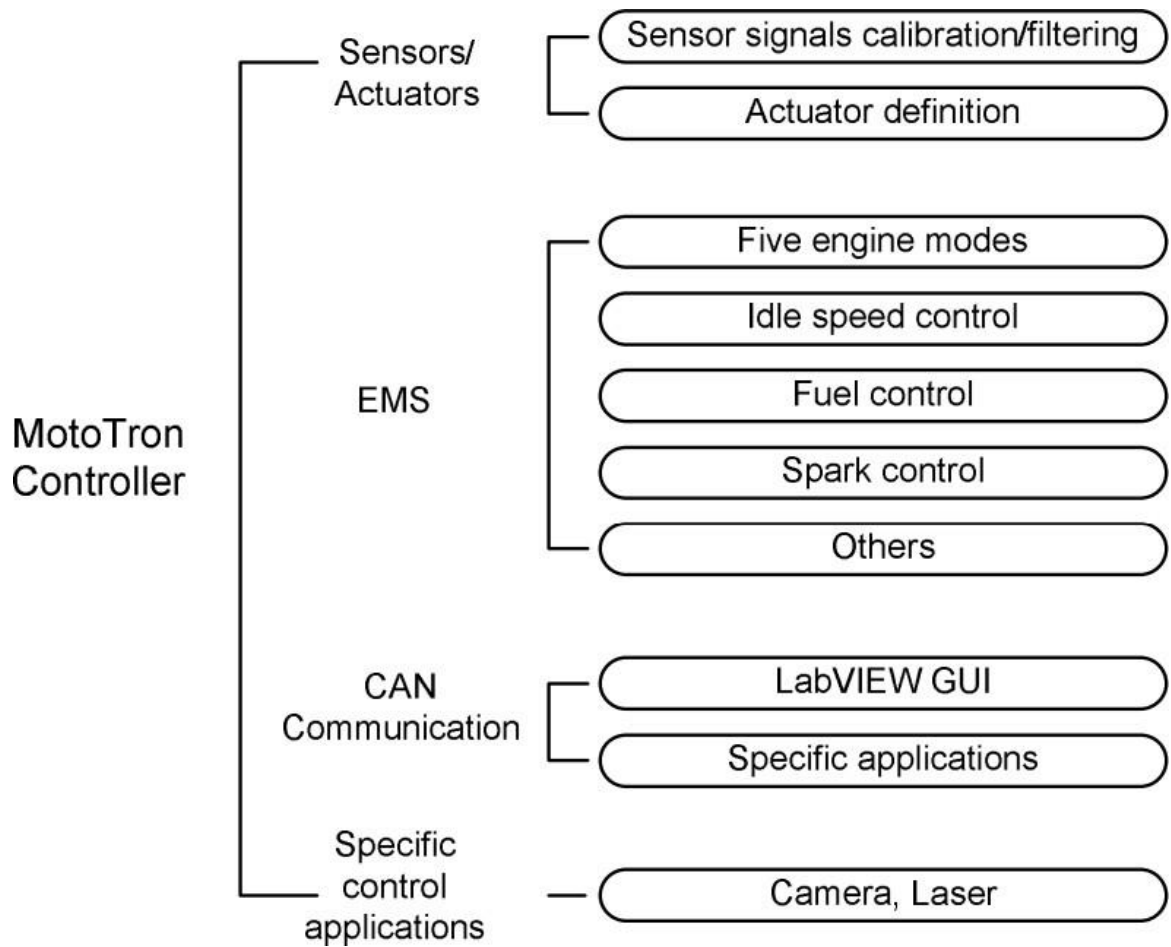 Sensor signals calibration/filtering
Sensors/
Actuators
Actuator definition
Five engine modes
Idle speed control
EMS
Fuel control
MotoTron
Controller
Spark control
Others
LabVIEW GUI
CAN
Communication
Specific applications
Specific
control
applications
Camera, Laser